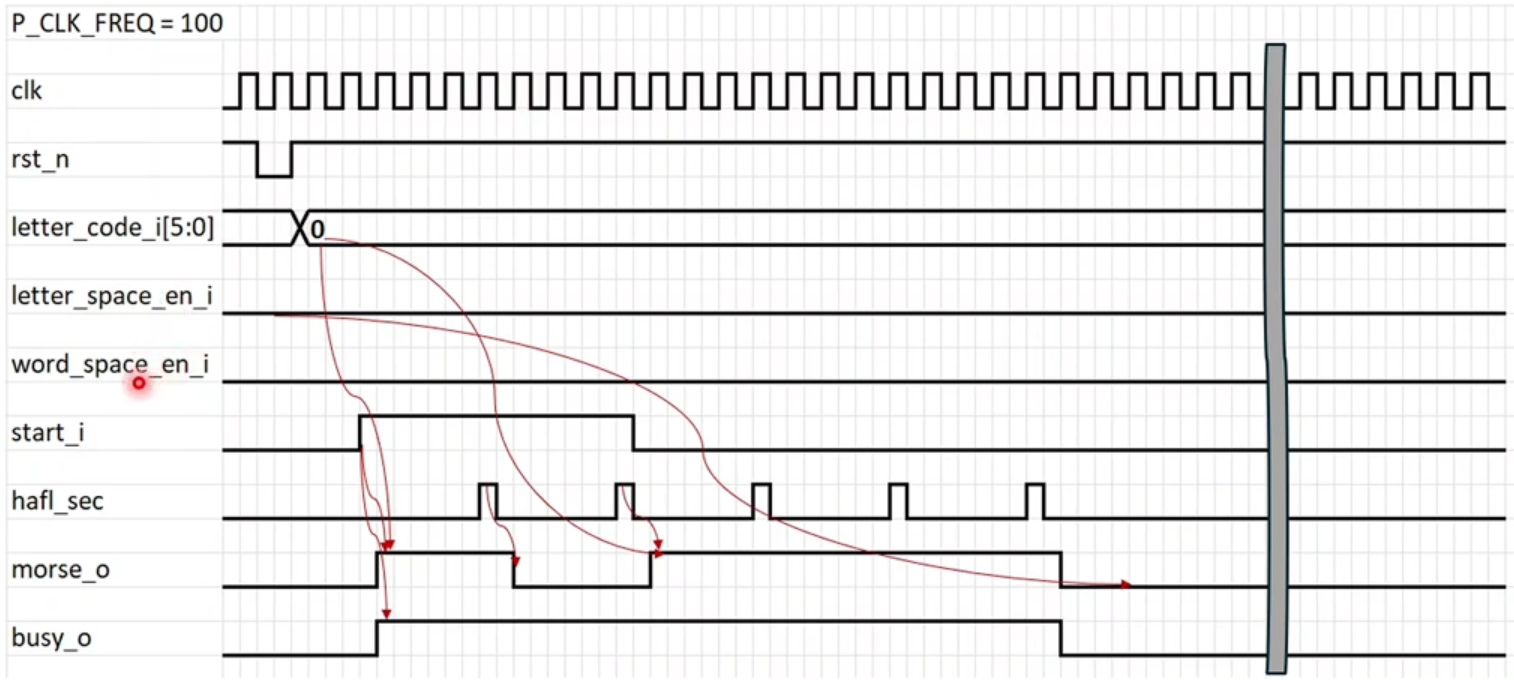 P_CLK_FREQ = 100
clk
rst_n
letter_code_i[5:0]
0
letter_space_en_i
word_space_en_i
start_i
hafl_sec
morse_o
busy_o